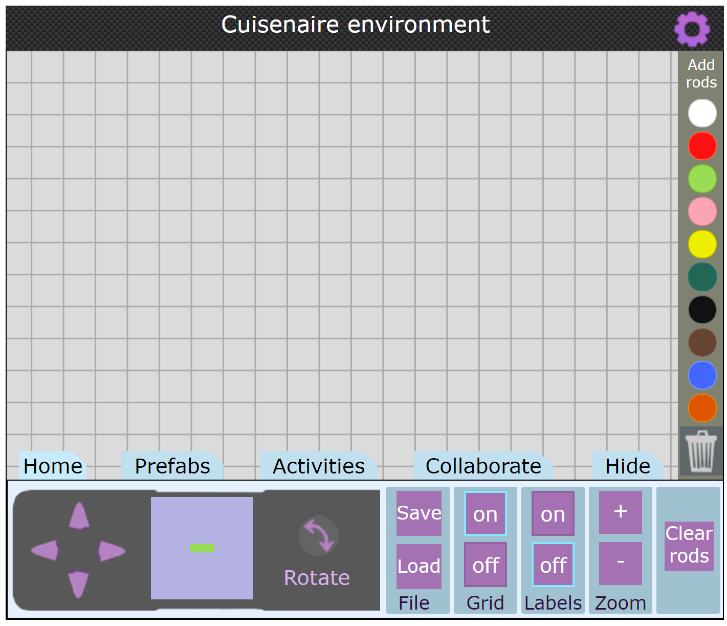 Cuisenaire environment
Add
rods
Home Prefabs Activities Collaborate Hide
Save on on + Clear
rods
Load off off -
Rotate
File Grid Labels Zoom